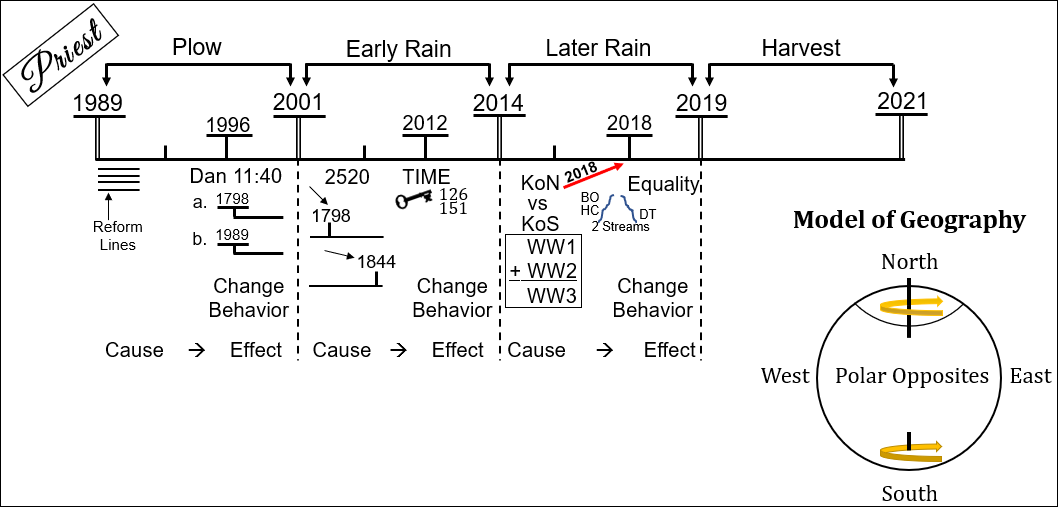 Priest
Plow
Early Rain
Later Rain
Harvest
1989
2001
2014
2019
2021
1996
2012
2018
Dan 11:40
2520
TIME
KoN
2018
Equality
vs
KoS
Reform
Lines
a. 1798
b. 1989
1798
1844
126
151
BO
HC
DT
2 Streams
WW1
+ WW2
WW3
Change
Behavior
Change
Behavior
Change
Behavior
Cause → Effect
Cause → Effect
Cause → Effect
Model of Geography
North
West
Polar Opposites
East
South